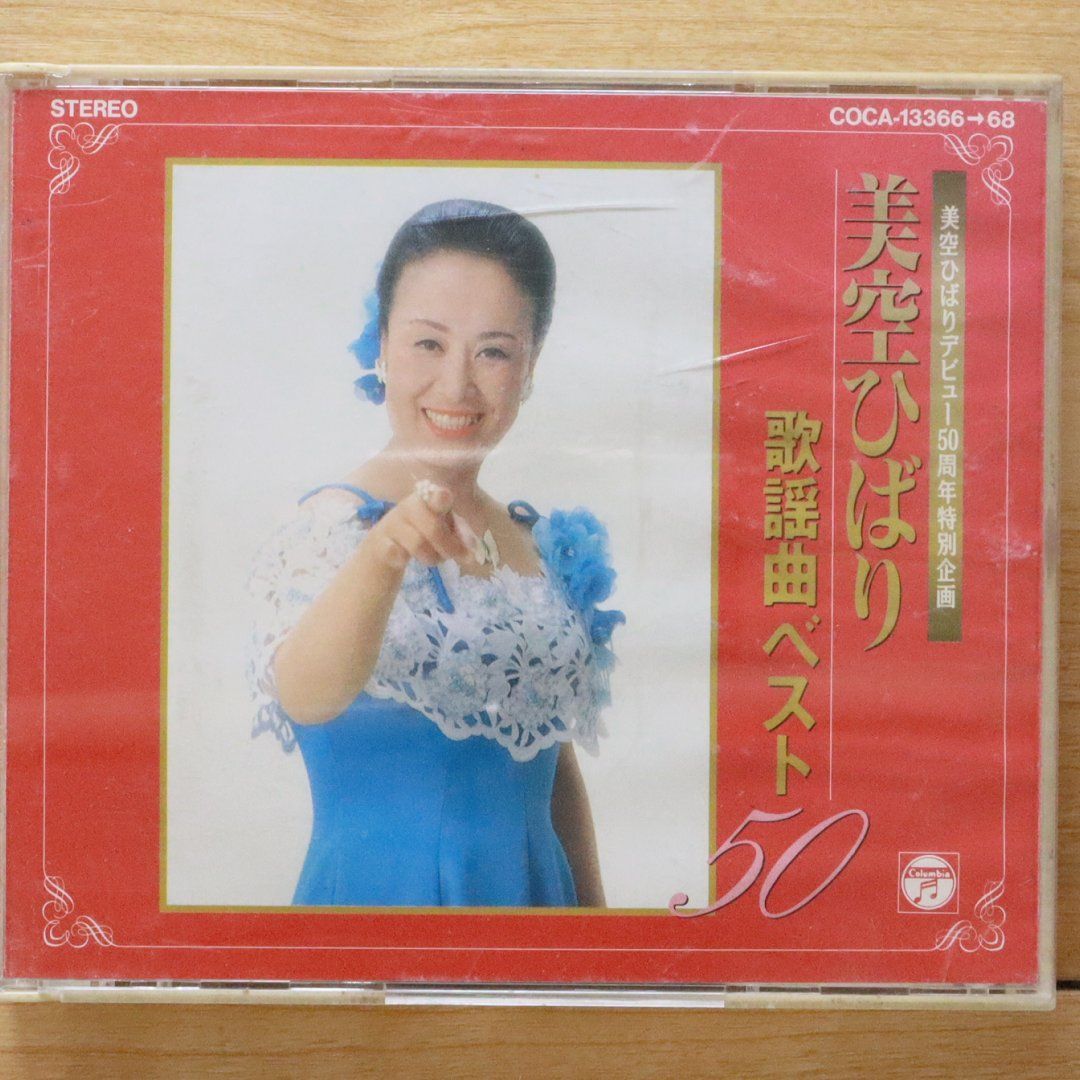 STEREO
COCA-13366→68
美空ひばりデビュー50周年特別企画
美空ひばり
歌謡曲ベスト
50
Columbia